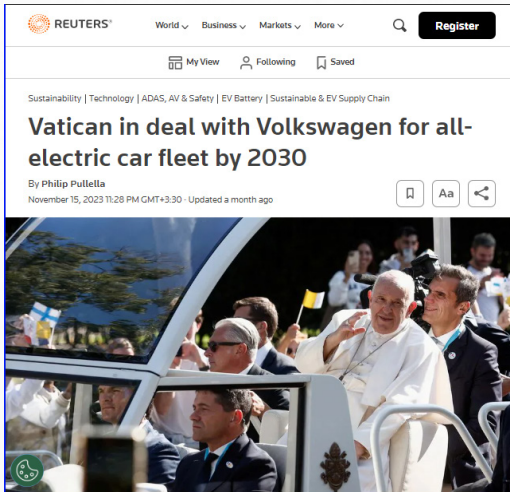 REUTERS®
World Business Markets More
Register
My View Following Saved
Sustainability | Technology | ADAS, AV & Safety | EV Battery | Sustainable & EV Supply Chain
Vatican in deal with Volkswagen for all-
electric car fleet by 2030
By Philip Pullella
November 15, 2023 11:28 PM GMT+3:30 · Updated a month ago
Aa